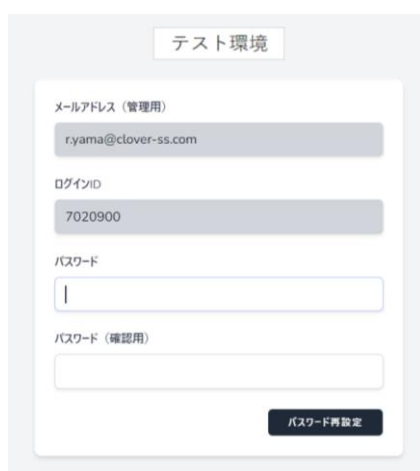 テスト環境
メールアドレス（管理用）
r.yama@clover-ss.com
ログインID
7020900
パスワード
パスワード（確認用）
パスワード再設定